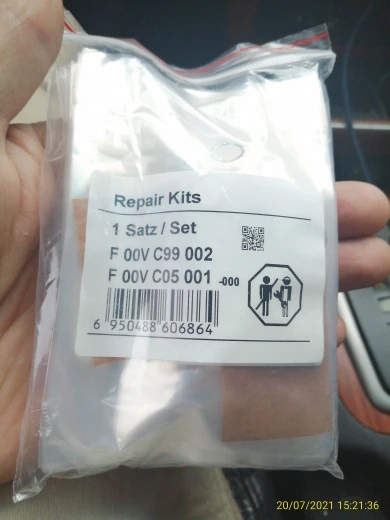 Repair Kits
1 Satz / Set
F 00V C99 002
F 00V C05 001 -000
6 950488 606864
20/07/2021 15:21:36